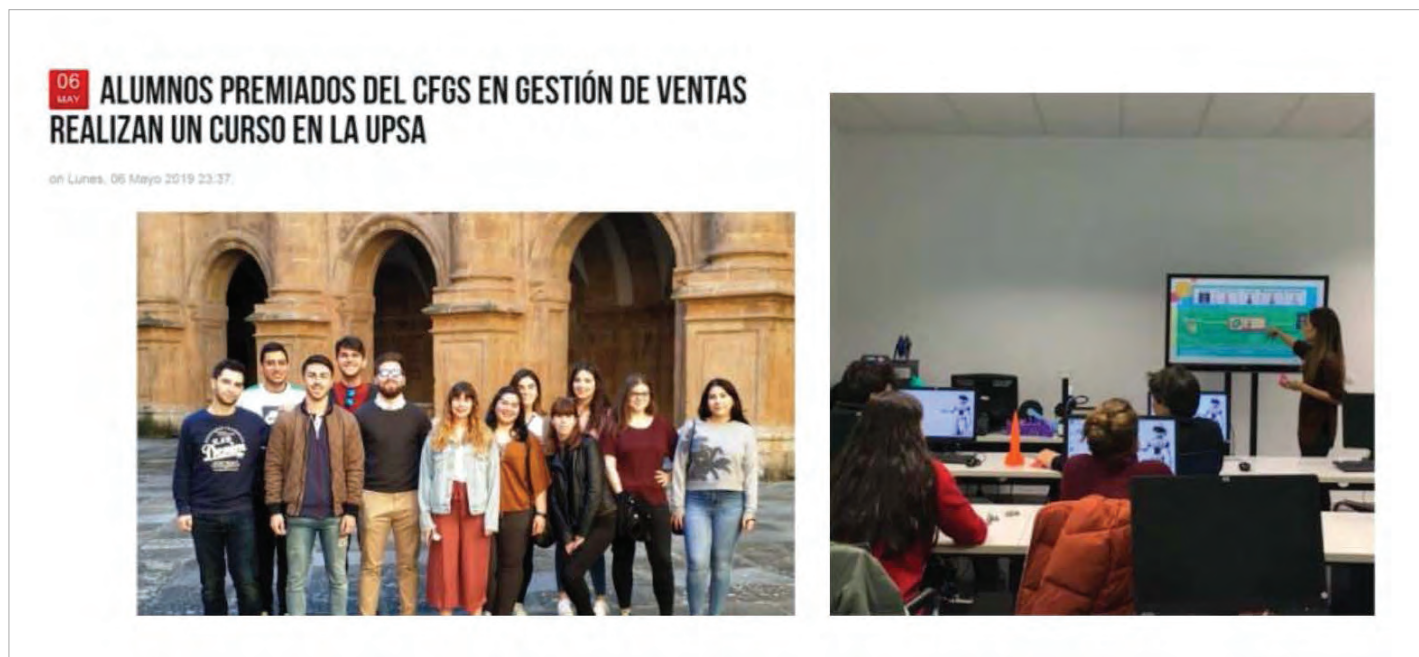 06
MAY
ALUMNOS PREMIADOS DEL CFGS EN GESTIÓN DE VENTAS
REALIZAN UN CURSO EN LA UPSA
on Lunes, 06 Mayo 2019 23:37.
Denim